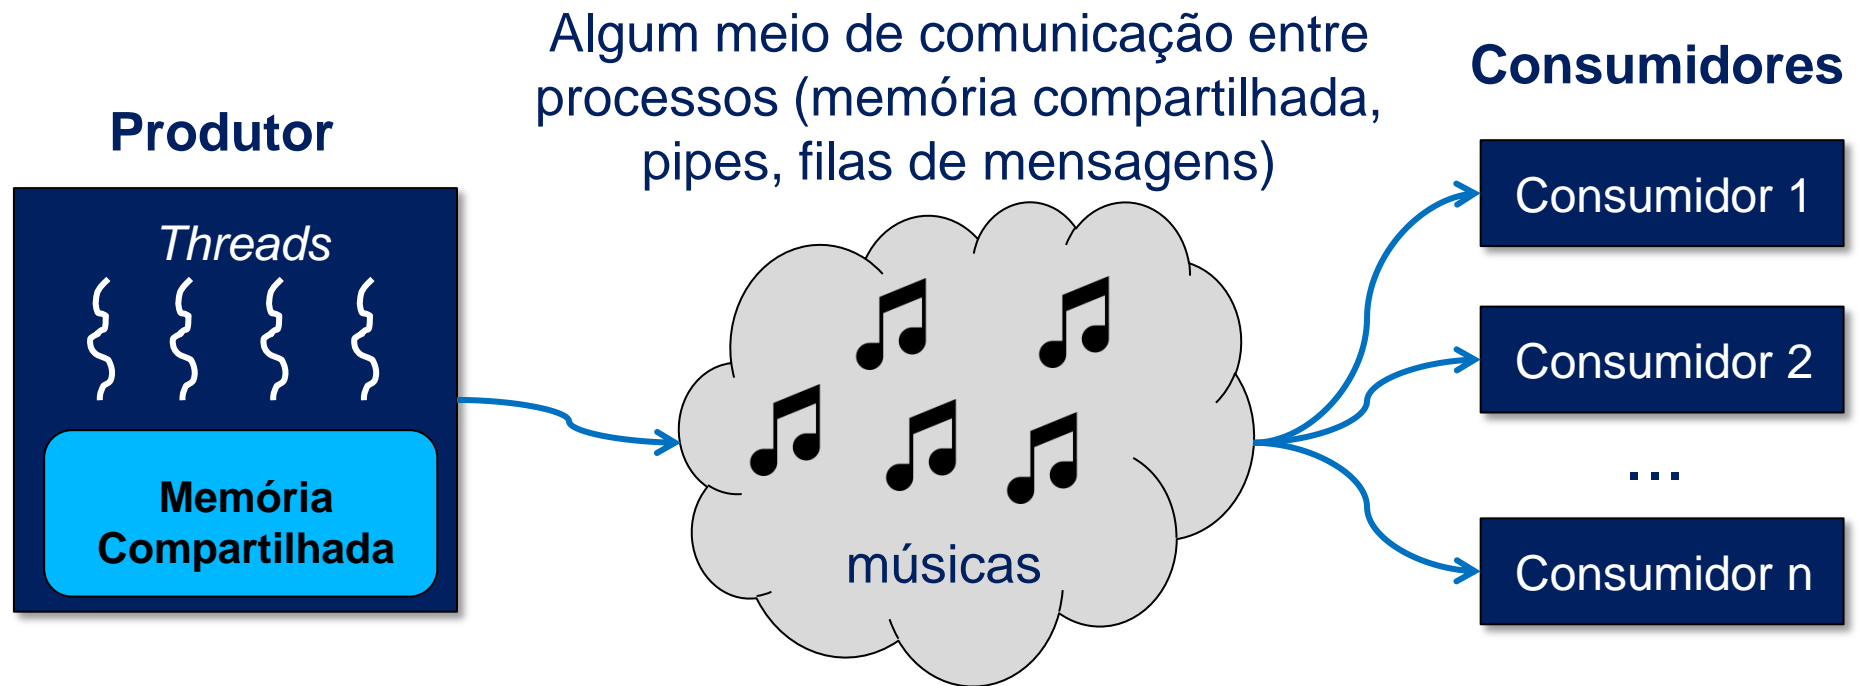 Algum meio de comunicação entre
processos (memória compartilhada,
pipes, filas de mensagens)
Produtor
Threads
Memória
Compartilhada
músicas
Consumidores
Consumidor 1
Consumidor 2
...
Consumidor n